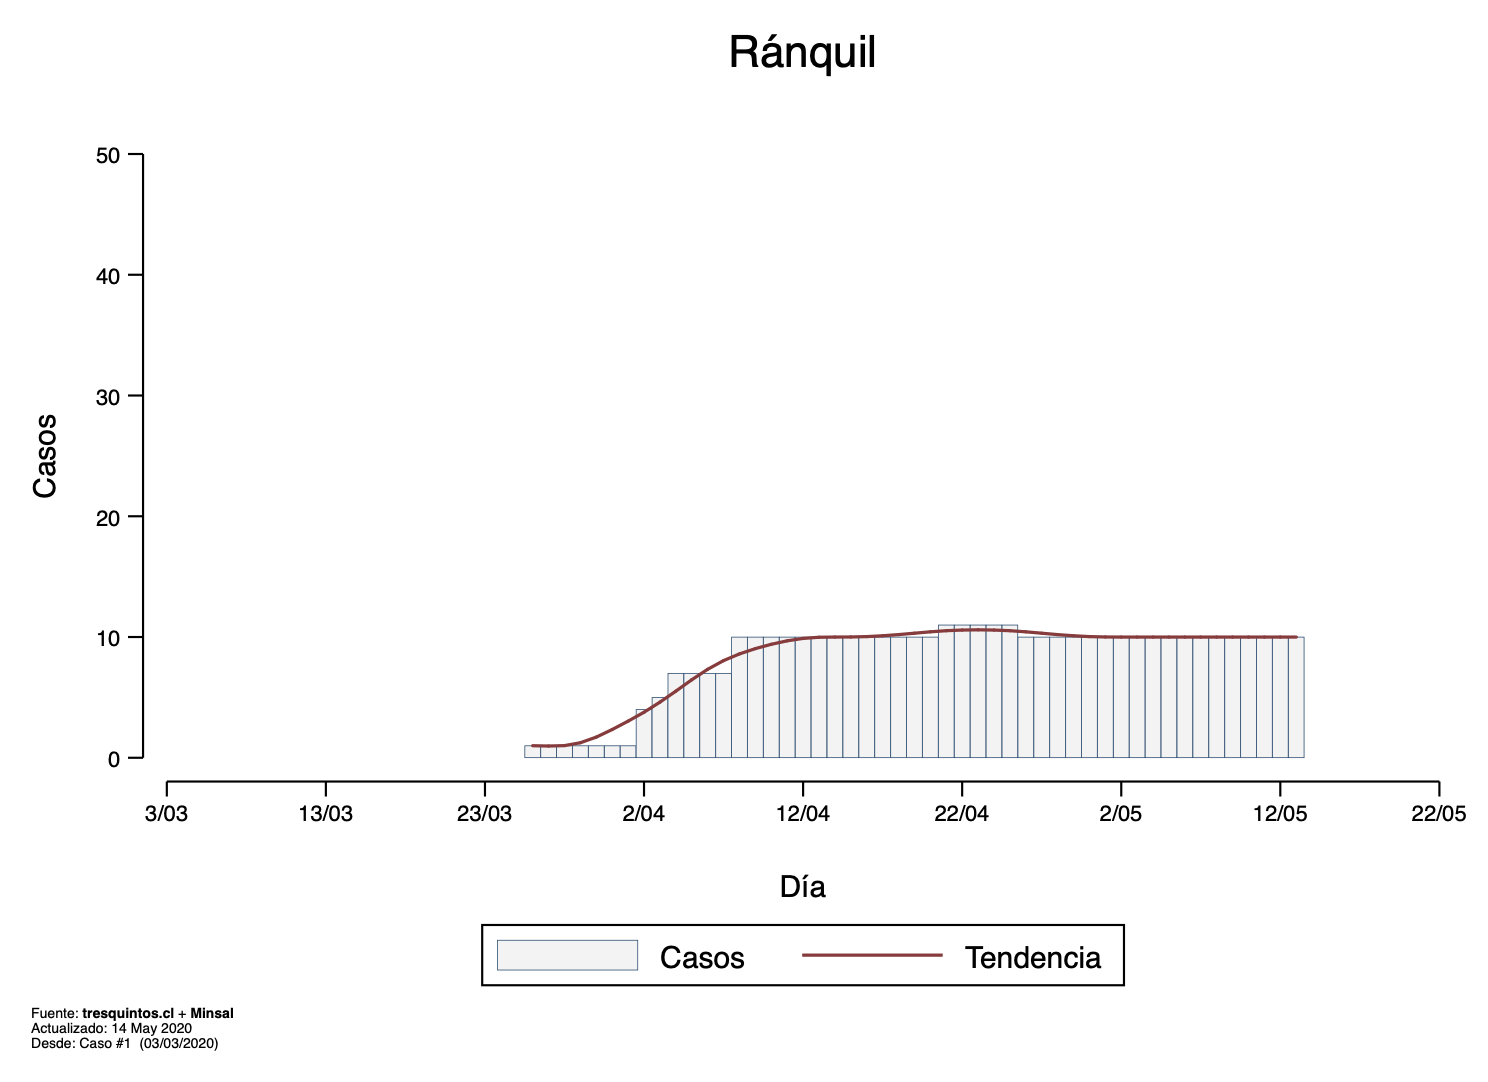 Ránquil
50
40
30
20
10
0
Casos
3/03 13/03 23/03 2/04 12/04 22/04 2/05 12/05 22/05
Día
Casos Tendencia
Fuente: tresquintos.cl + Minsal
Actualizado: 14 May 2020
Desde: Caso #1 (03/03/2020)